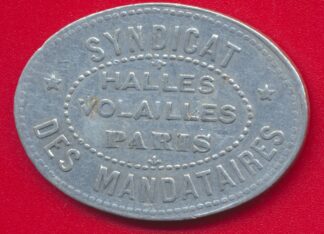 SYNDICAT
HALLES
VOLAILLES
PARIS
DES MANDATAIRES